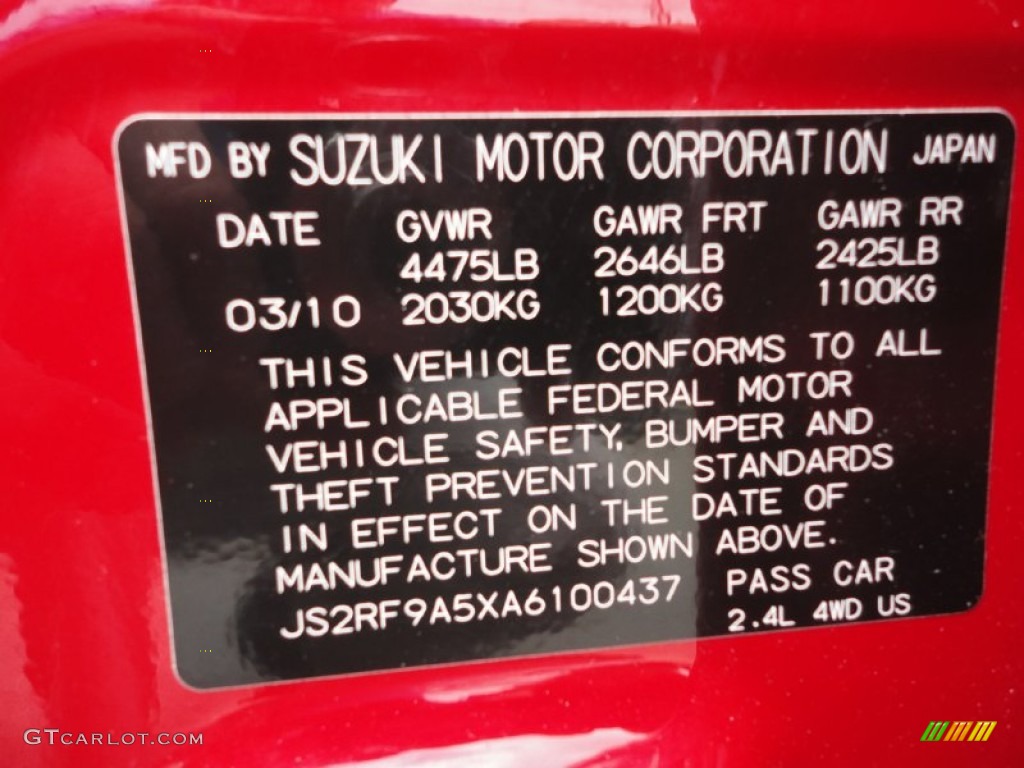 MFD BY SUZUKI MOTOR CORPORATION JAPAN
DATE GVWR GAWR FRT GAWR RR
4475LB 2646LB 2425LB
03/10 2030KG 1200KG 1100KG
THIS VEHICLE CONFORMS TO ALL
APPLICABLE FEDERAL MOTOR
VEHICLE SAFETY, BUMPER AND
THEFT PREVENTION STANDARDS
IN EFFECT ON THE DATE OF
MANUFACTURE SHOWN ABOVE.
JS2RF9A5XA6100437 PASS CAR
2.4L 4WD US
GTCARLOT.COM